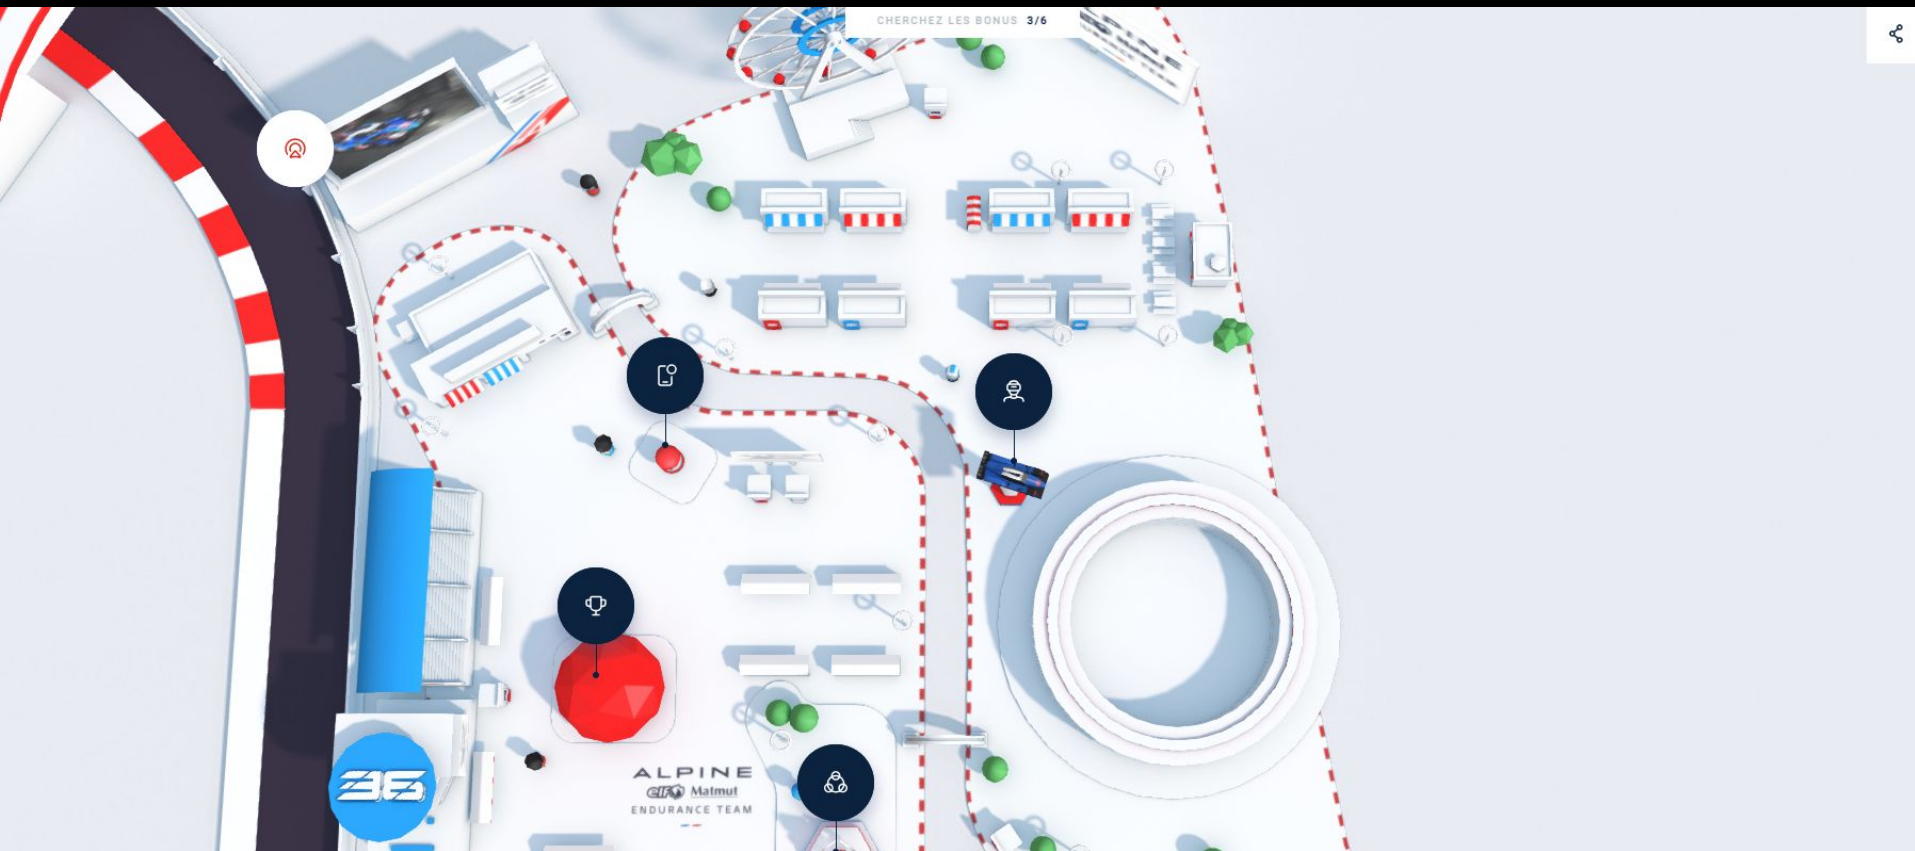 CHERCHEZ LES BONUS 3/6
36
ALPINE
elf Matmut
ENDURANCE TEAM